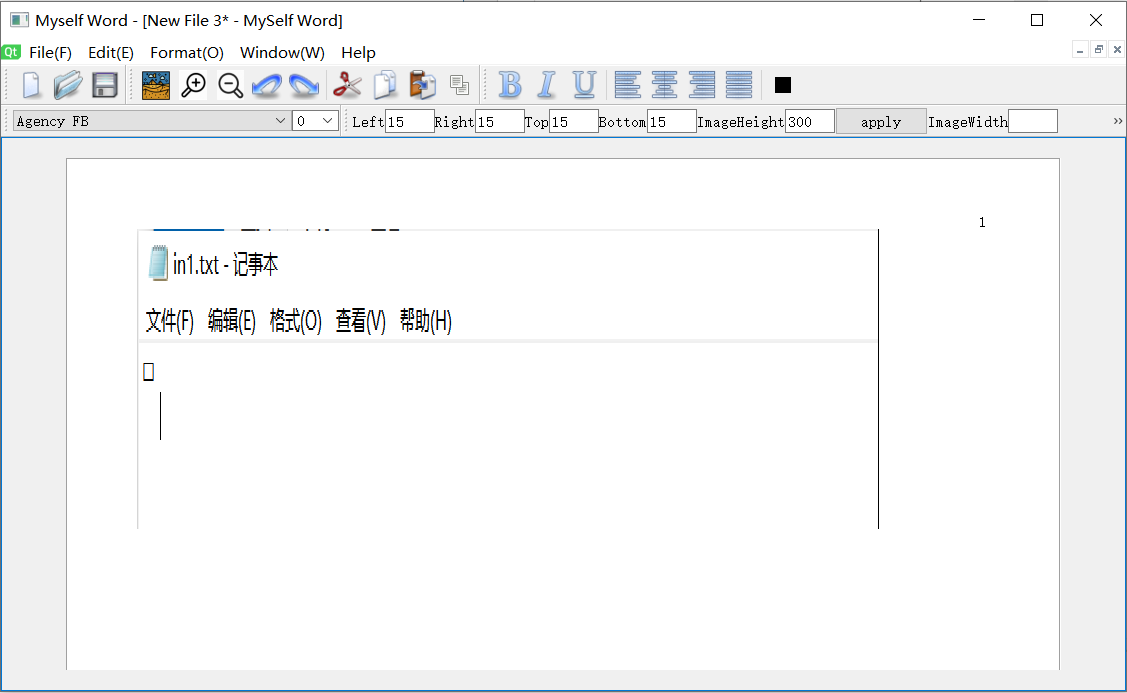 Myself Word - [New File 3* - MySelf Word]
Qt File(F) Edit(E) Format(O) Window(W) Help
B I U
Agency FB 0 Left 15 Right 15 Top 15 Bottom 15 ImageHeight 300 apply ImageWidth
1
in1.txt - 记事本
文件(F) 编辑(E) 格式(O) 查看(V) 帮助(H)